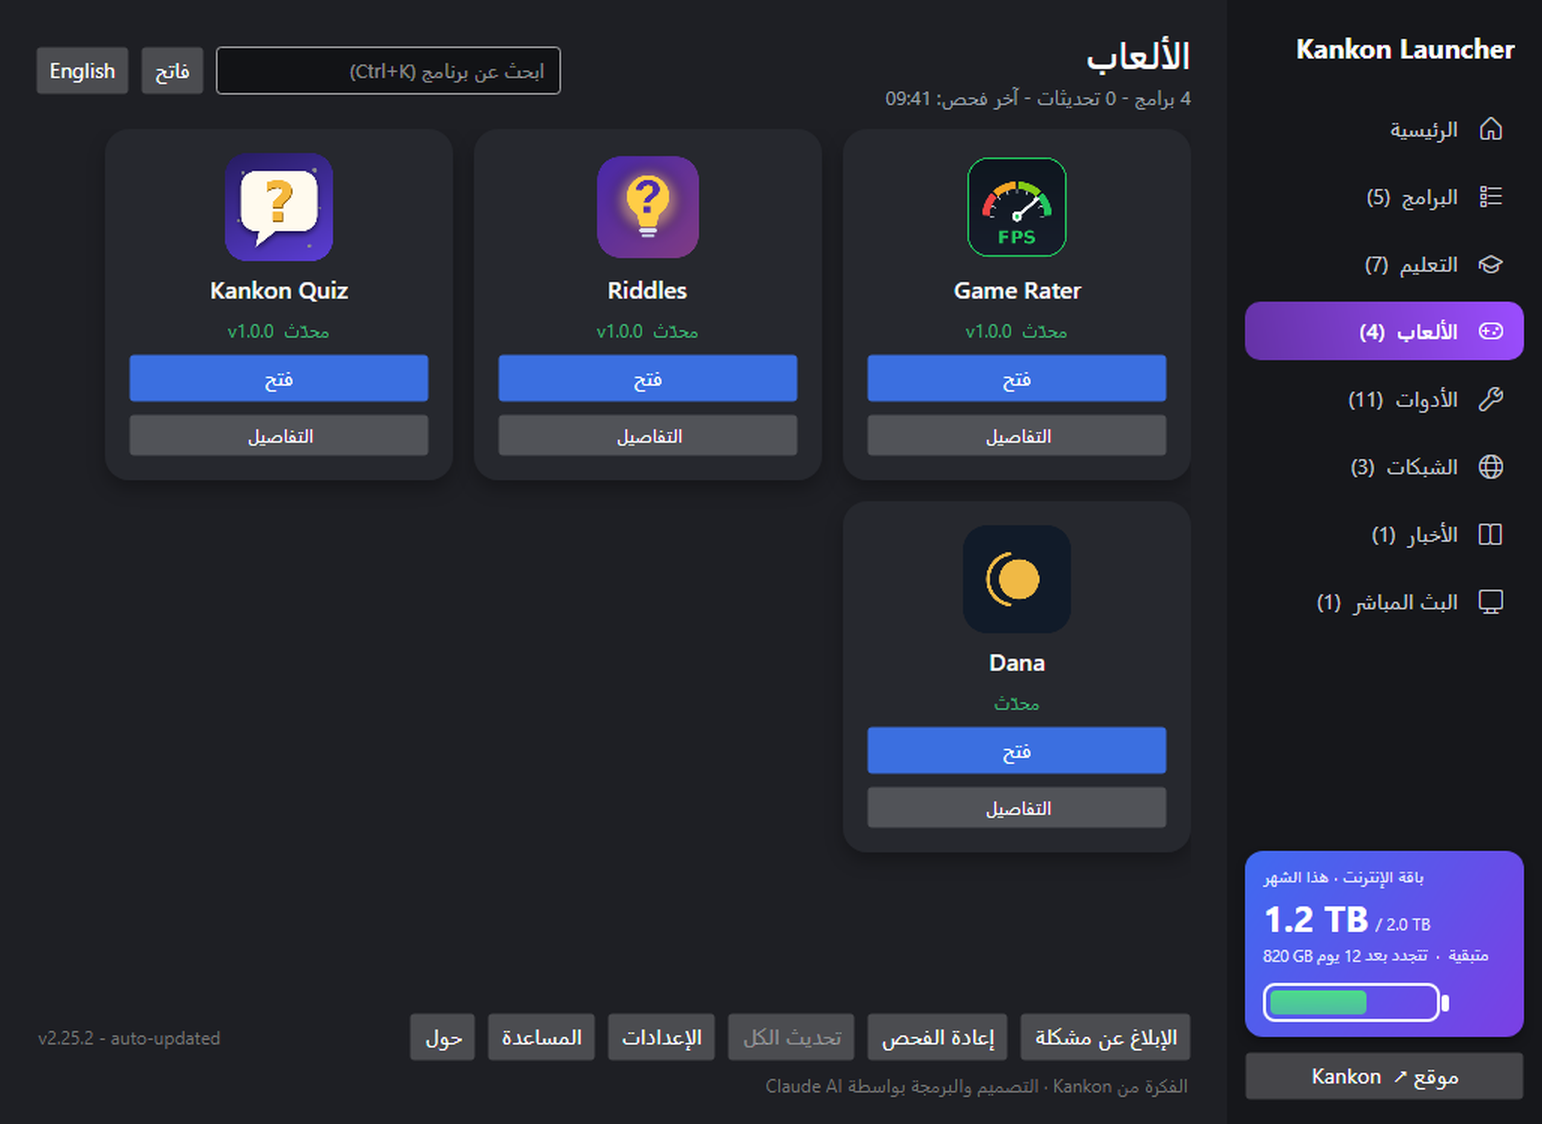 Kankon Launcher
الرئيسية
البرامج (5)
التعليم (7)
الألعاب (4)
الأدوات (11)
الشبكات (3)
الأخبار (1)
البث المباشر (1)
باقة الإنترنت · هذا الشهر
1.2 TB / 2.0 TB
820 GB متبقية · تتجدد بعد 12 يوم
موقع Kankon ↗
الألعاب
4 برامج - 0 تحديثات - آخر فحص: 09:41
ابحث عن برنامج (Ctrl+K)
فاتح
English
FPS
Game Rater
محدّث v1.0.0
فتح
التفاصيل
?
Riddles
محدّث v1.0.0
فتح
التفاصيل
?
Kankon Quiz
محدّث v1.0.0
فتح
التفاصيل
Dana
محدّث
فتح
التفاصيل
الإبلاغ عن مشكلة
إعادة الفحص
تحديث الكل
الإعدادات
المساعدة
حول
v2.25.2 - auto-updated
الفكرة من Kankon · التصميم والبرمجة بواسطة Claude AI